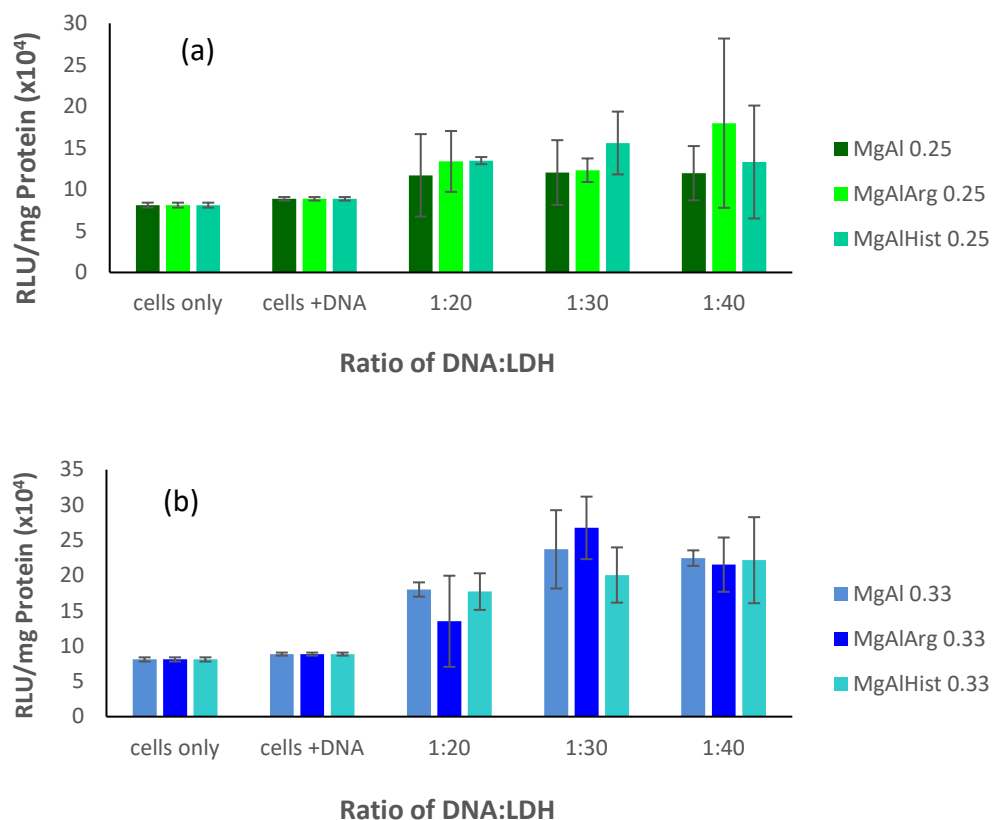 (a)
RLU/mg Protein (x10⁴)
30
25
20
15
10
5
0
cells only cells +DNA 1:20 1:30 1:40
Ratio of DNA:LDH
MgAl 0.25
MgAlArg 0.25
MgAlHist 0.25
(b)
RLU/mg Protein (x10⁴)
35
30
25
20
15
10
5
0
cells only cells +DNA 1:20 1:30 1:40
Ratio of DNA:LDH
MgAl 0.33
MgAlArg 0.33
MgAlHist 0.33